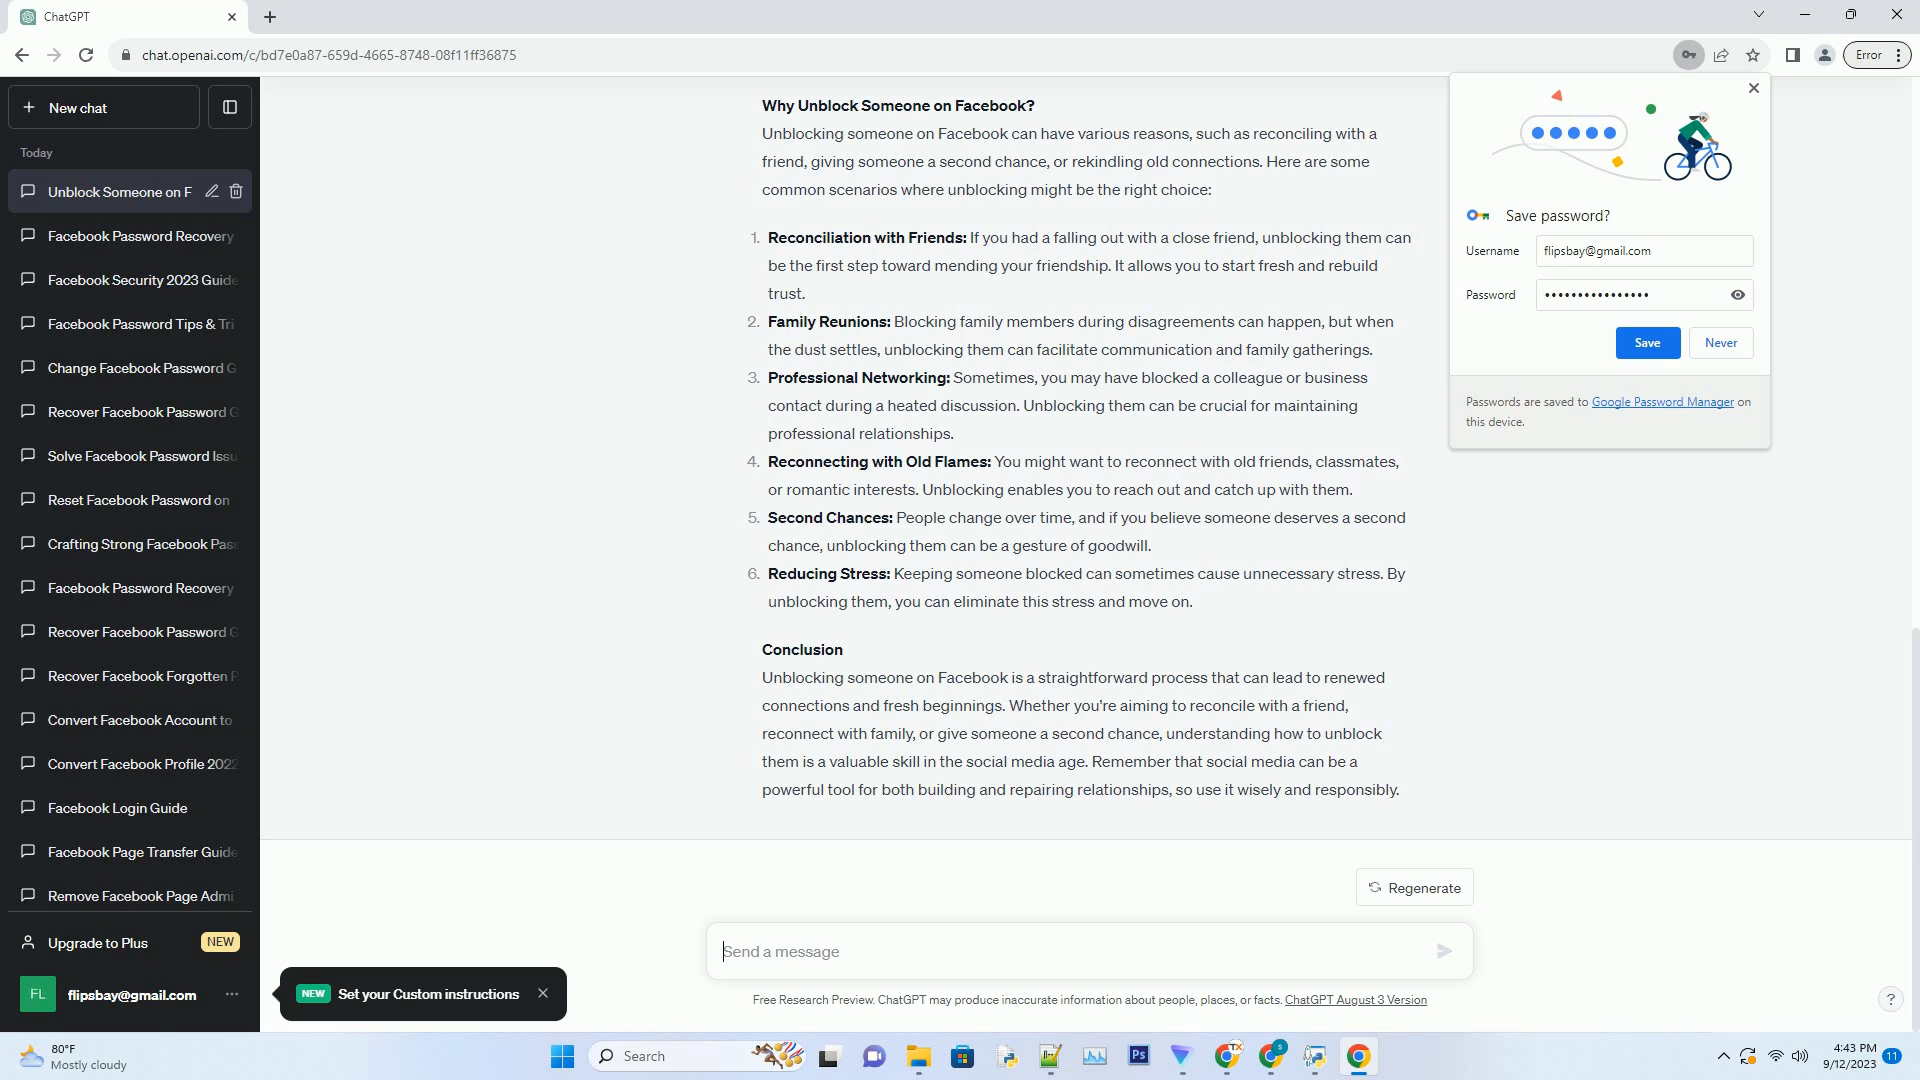 ChatGPT
chat.openai.com/c/bd7e0a87-659d-4665-8748-08f11ff36875
Error
New chat
Today
Unblock Someone on F
Facebook Password Recovery
Facebook Security 2023 Guide
Facebook Password Tips & Tri
Change Facebook Password G
Recover Facebook Password G
Solve Facebook Password Issu
Reset Facebook Password on
Crafting Strong Facebook Pass
Facebook Password Recovery
Recover Facebook Password G
Recover Facebook Forgotten P
Convert Facebook Account to
Convert Facebook Profile 2022
Facebook Login Guide
Facebook Page Transfer Guide
Remove Facebook Page Admi
Upgrade to Plus NEW
FL flipsbay@gmail.com
Why Unblock Someone on Facebook?
Unblocking someone on Facebook can have various reasons, such as reconciling with a
friend, giving someone a second chance, or rekindling old connections. Here are some
common scenarios where unblocking might be the right choice:
1. Reconciliation with Friends: If you had a falling out with a close friend, unblocking them can
be the first step toward mending your friendship. It allows you to start fresh and rebuild
trust.
2. Family Reunions: Blocking family members during disagreements can happen, but when
the dust settles, unblocking them can facilitate communication and family gatherings.
3. Professional Networking: Sometimes, you may have blocked a colleague or business
contact during a heated discussion. Unblocking them can be crucial for maintaining
professional relationships.
4. Reconnecting with Old Flames: You might want to reconnect with old friends, classmates,
or romantic interests. Unblocking enables you to reach out and catch up with them.
5. Second Chances: People change over time, and if you believe someone deserves a second
chance, unblocking them can be a gesture of goodwill.
6. Reducing Stress: Keeping someone blocked can sometimes cause unnecessary stress. By
unblocking them, you can eliminate this stress and move on.
Conclusion
Unblocking someone on Facebook is a straightforward process that can lead to renewed
connections and fresh beginnings. Whether you're aiming to reconcile with a friend,
reconnect with family, or give someone a second chance, understanding how to unblock
them is a valuable skill in the social media age. Remember that social media can be a
powerful tool for both building and repairing relationships, so use it wisely and responsibly.
Save password?
Username flipsbay@gmail.com
Password ••••••••••••••••
Save Never
Passwords are saved to Google Password Manager on
this device.
Regenerate
Send a message
NEW Set your Custom instructions
Free Research Preview. ChatGPT may produce inaccurate information about people, places, or facts. ChatGPT August 3 Version
?
80°F
Mostly cloudy
Search
Ps
TX
S
4:43 PM
9/12/2023
11